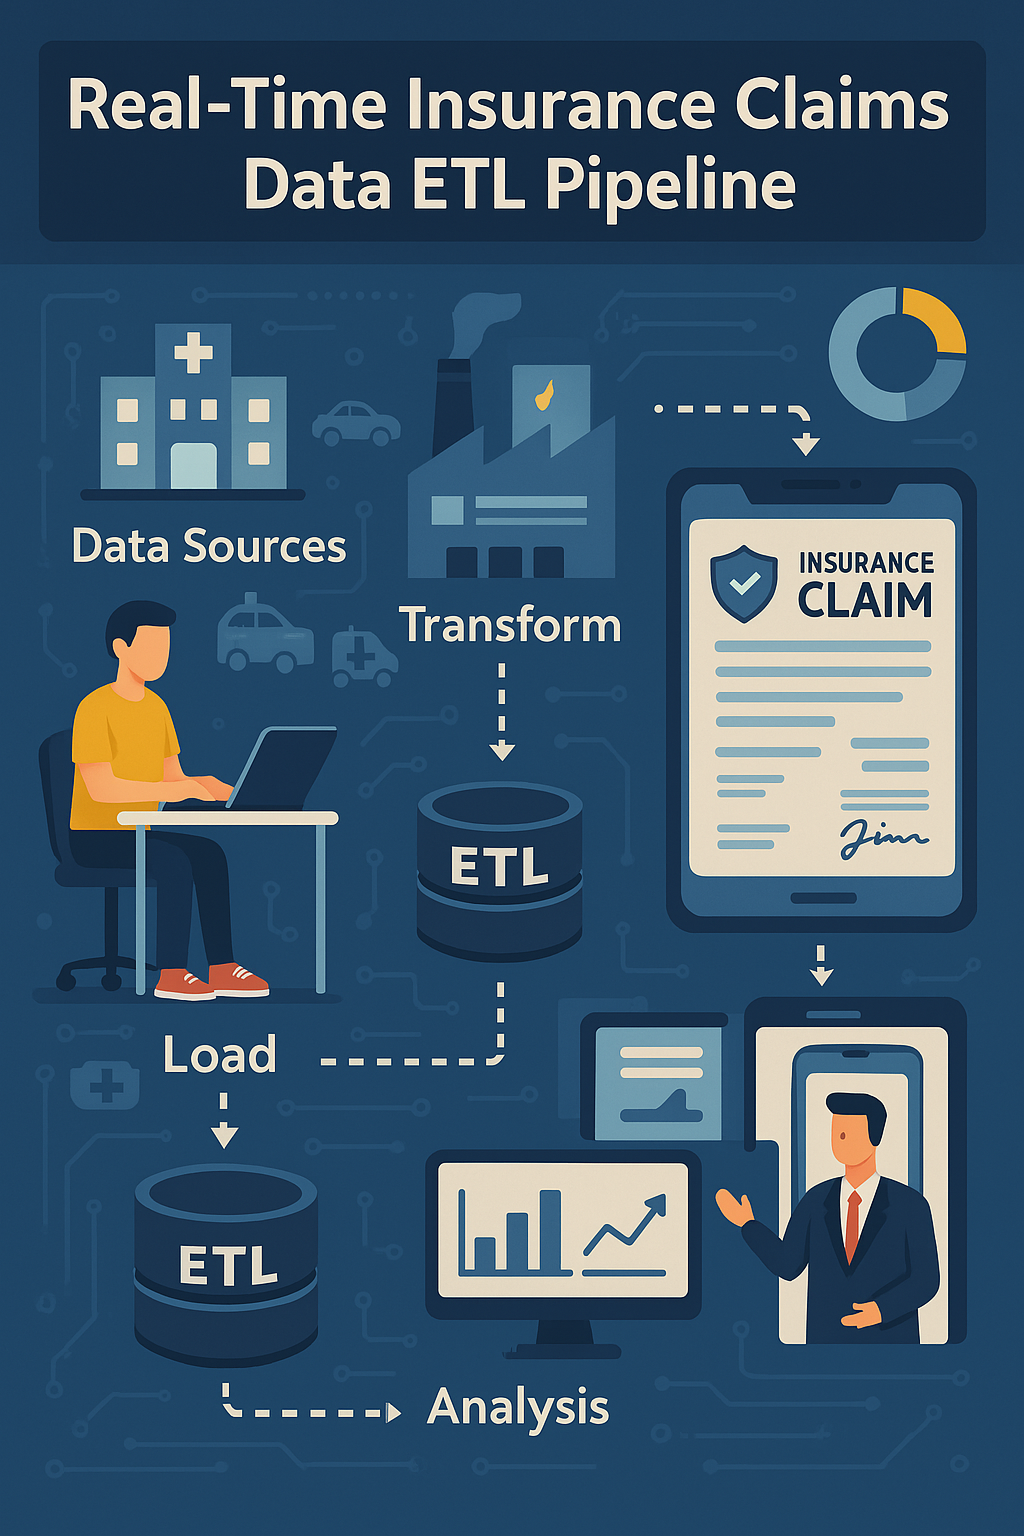 Real-Time Insurance Claims
Data ETL Pipeline
Data Sources
Transform
INSURANCE
CLAIM
ETL
Jim
Load
ETL
Analysis